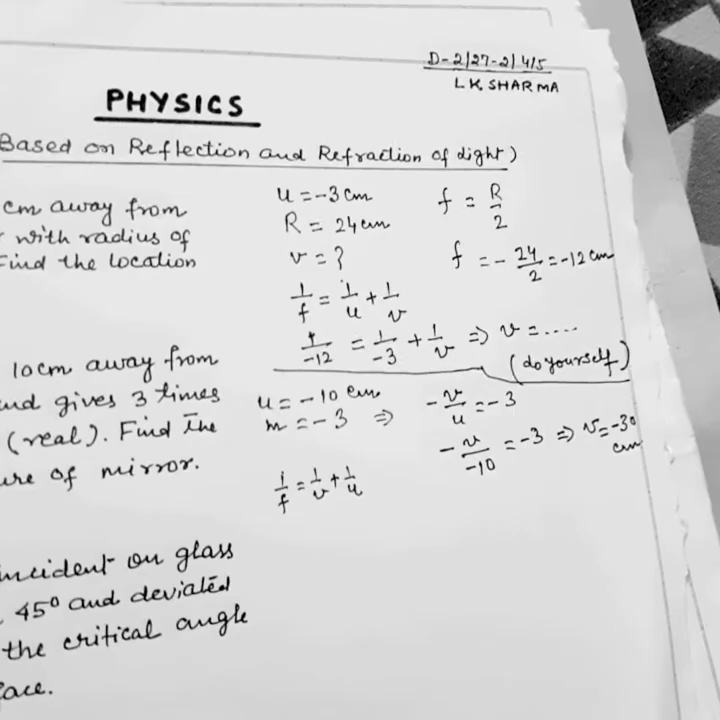 D-2/27-2/4/5
L K SHARMA
PHYSICS
Based on Reflection and Refraction of Light)
cm away from
with radius of
Find the location
u = -3 cm
R = 24 cm
v = ?
1/f = 1/u + 1/v
1/-12 = 1/-3 + 1/v ⇒ v = ....
(do yourself)
f = R/2
f = - 24/2 = -12 cm
10cm away from
and gives 3 times
(real). Find the
ure of mirror.
u = -10 cm
m = -3 ⇒
- v/u = -3
- v/-10 = -3 ⇒ v = -30 cm
1/f = 1/v + 1/u
incident on glass
45° and deviated
the critical angle
face.